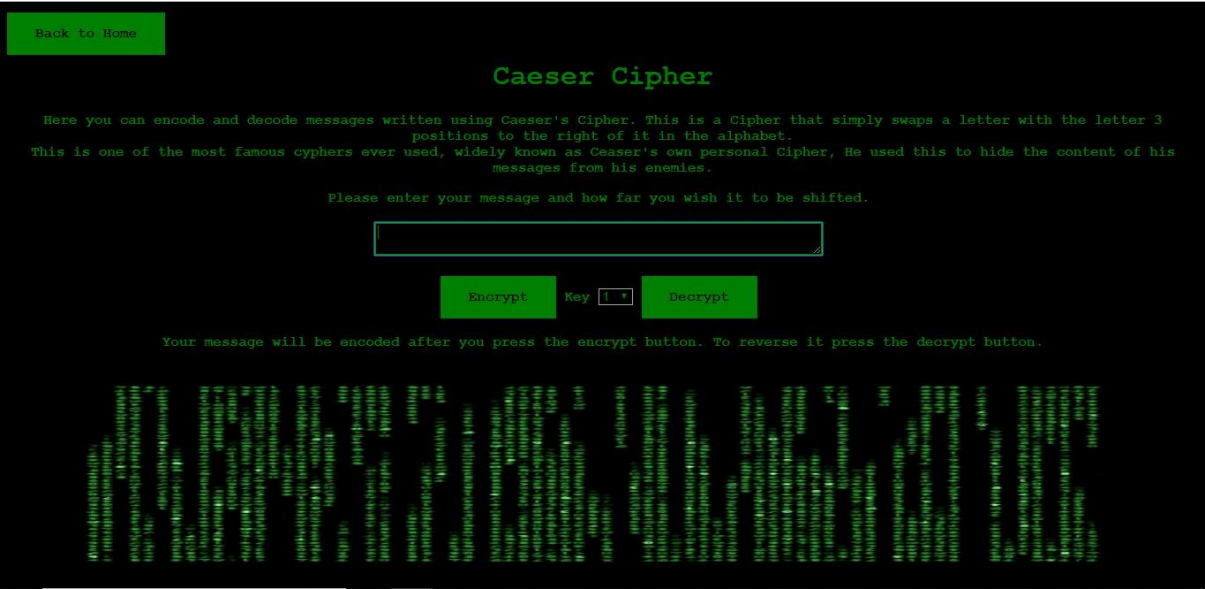 Back to Home
Caeser Cipher
Here you can encode and decode messages written using Caeser's Cipher. This is a Cipher that simply swaps a letter with the letter 3
positions to the right of it in the alphabet.
This is one of the most famous cyphers ever used, widely known as Ceaser's own personal Cipher, He used this to hide the content of his
messages from his enemies.
Please enter your message and how far you wish it to be shifted.
Encrypt Key 1 Decrypt
Your message will be encoded after you press the encrypt button. To reverse it press the decrypt button.